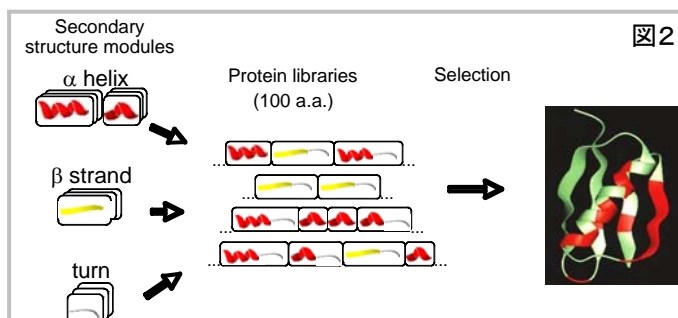 Secondary
structure modules
図2
α helix
Protein libraries
(100 a.a.)
Selection
β strand
turn